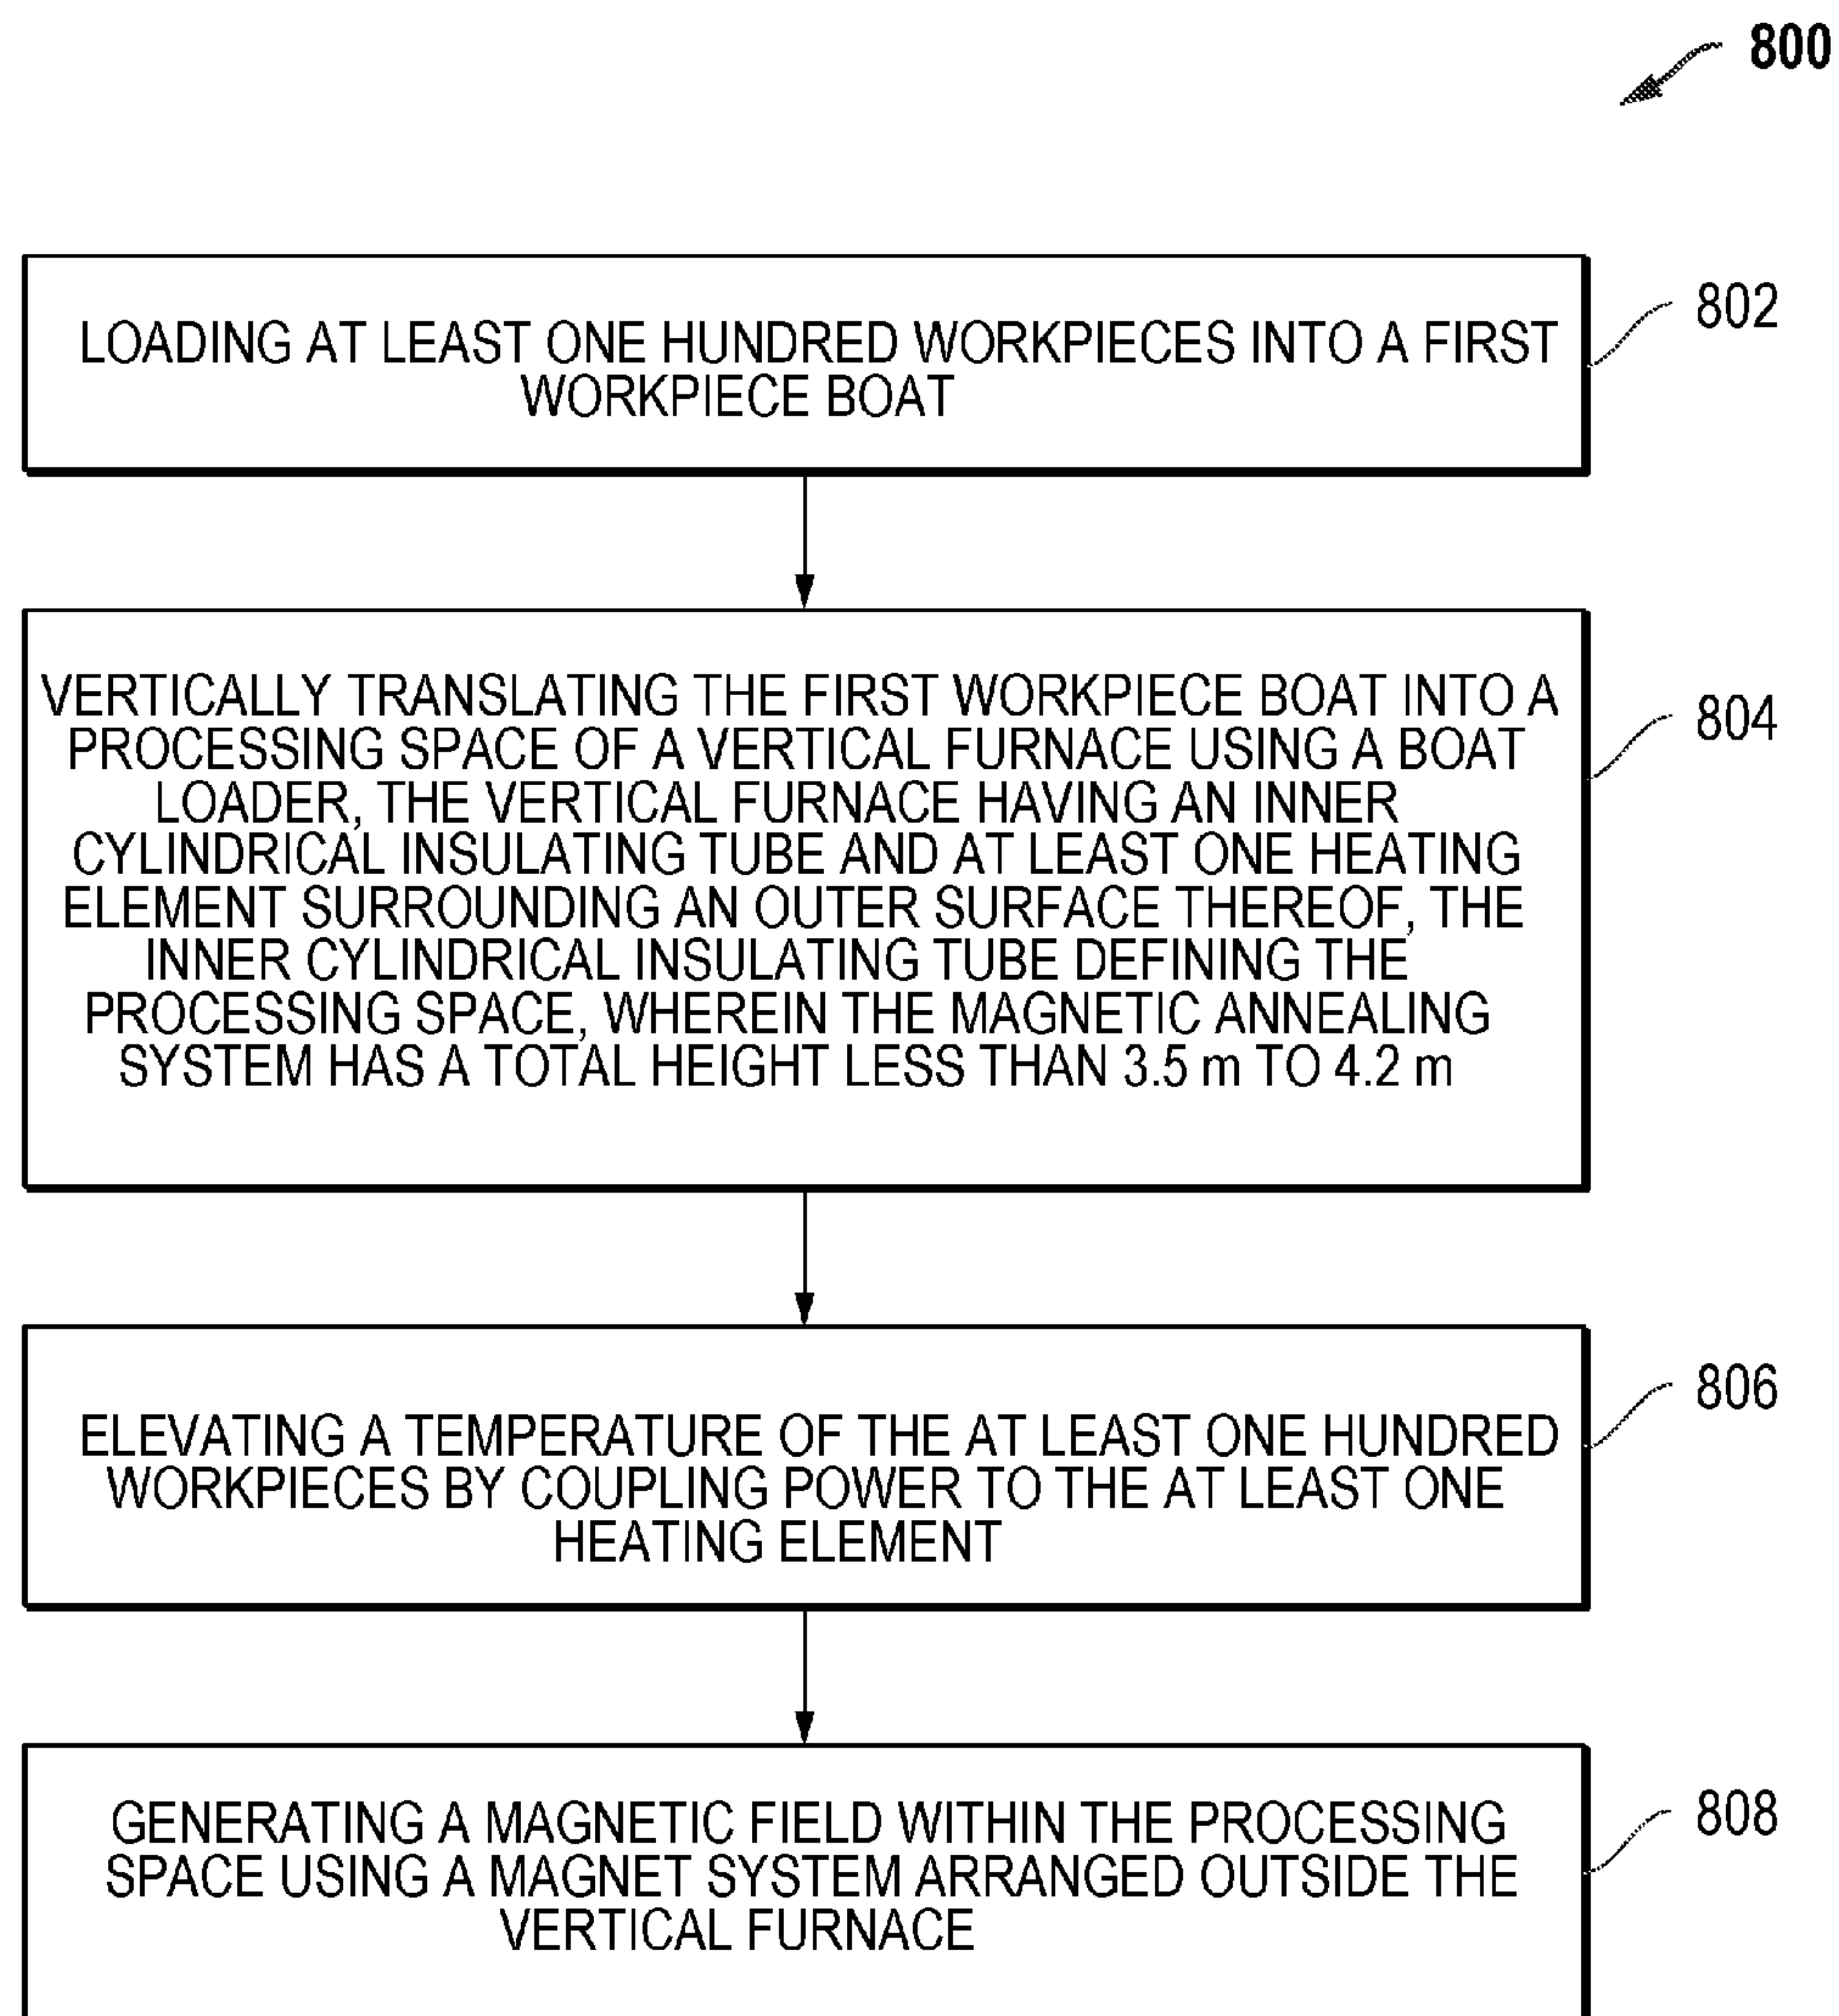 800
LOADING AT LEAST ONE HUNDRED WORKPIECES INTO A FIRST
WORKPIECE BOAT
802
VERTICALLY TRANSLATING THE FIRST WORKPIECE BOAT INTO A
PROCESSING SPACE OF A VERTICAL FURNACE USING A BOAT
LOADER, THE VERTICAL FURNACE HAVING AN INNER
CYLINDRICAL INSULATING TUBE AND AT LEAST ONE HEATING
ELEMENT SURROUNDING AN OUTER SURFACE THEREOF, THE
INNER CYLINDRICAL INSULATING TUBE DEFINING THE
PROCESSING SPACE, WHEREIN THE MAGNETIC ANNEALING
SYSTEM HAS A TOTAL HEIGHT LESS THAN 3.5 m TO 4.2 m
804
ELEVATING A TEMPERATURE OF THE AT LEAST ONE HUNDRED
WORKPIECES BY COUPLING POWER TO THE AT LEAST ONE
HEATING ELEMENT
806
GENERATING A MAGNETIC FIELD WITHIN THE PROCESSING
SPACE USING A MAGNET SYSTEM ARRANGED OUTSIDE THE
VERTICAL FURNACE
808